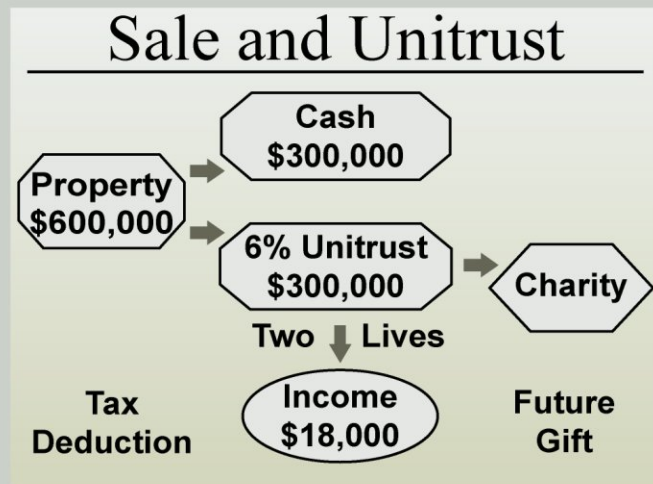 Sale and Unitrust
Cash
$300,000
Property
$600,000
6% Unitrust
$300,000
Charity
Two Lives
Income
$18,000
Tax
Deduction
Future
Gift